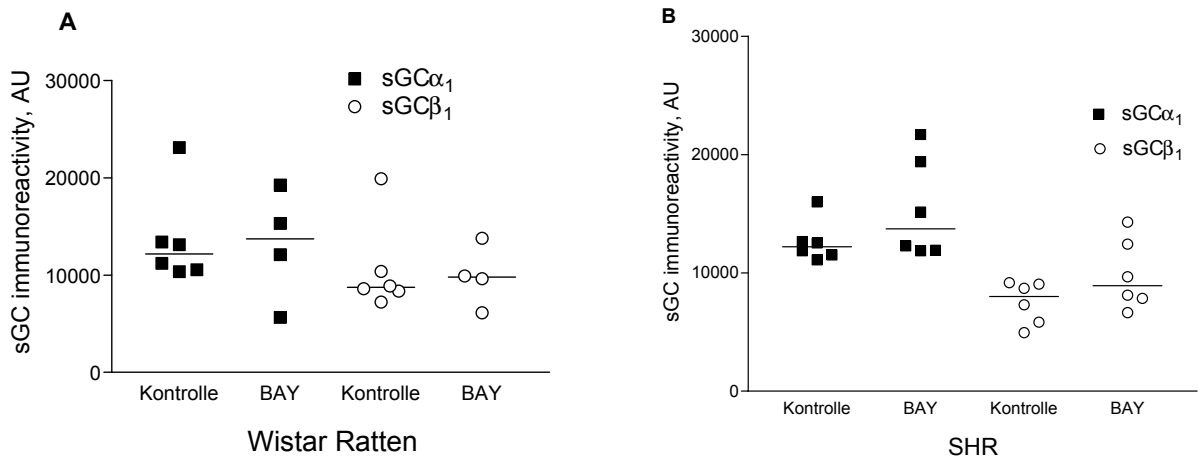 A
sGC immunoreactivity, AU
30000
20000
10000
0
sGCα₁
sGCβ₁
Kontrolle BAY Kontrolle BAY
Wistar Ratten
B
sGC immunoreactivity, AU
30000
20000
10000
0
sGCα₁
sGCβ₁
Kontrolle BAY Kontrolle BAY
SHR